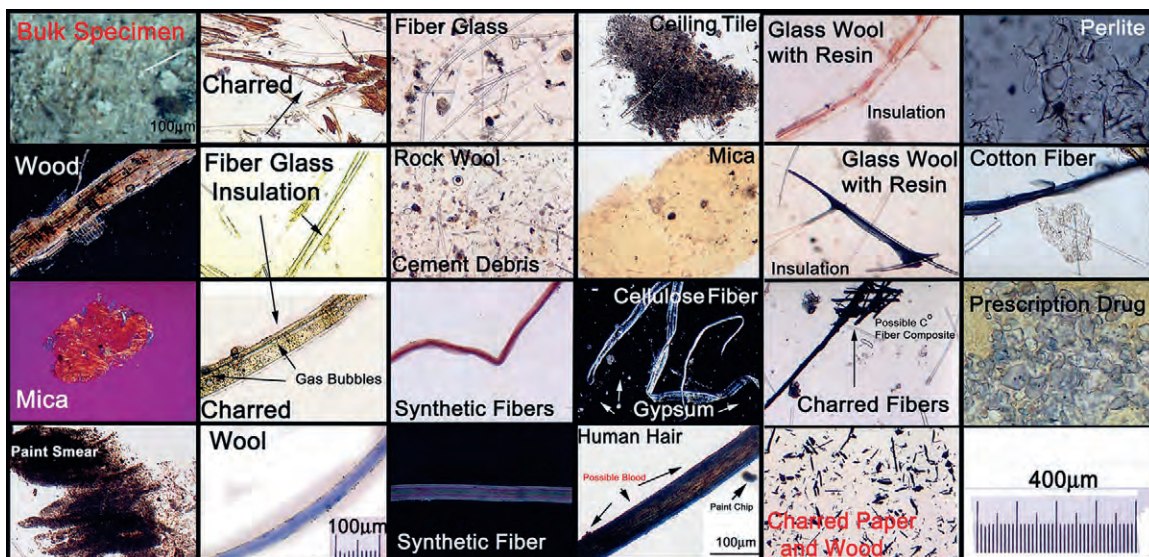 Bulk Specimen
100µm
Charred
Fiber Glass
Ceiling Tile
Glass Wool
with Resin
Insulation
Perlite
Wood
Fiber Glass
Insulation
Rock Wool
Cement Debris
Mica
Glass Wool
with Resin
Insulation
Cotton Fiber
Mica
Gas Bubbles
Charred
Synthetic Fibers
Cellulose Fiber
Gypsum
Possible C°
Fiber Composite
Charred Fibers
Prescription Drug
Paint Smear
Wool
100µm
Synthetic Fiber
Human Hair
Possible Blood
Paint Chip
100µm
Charred Paper
and Wood
400µm